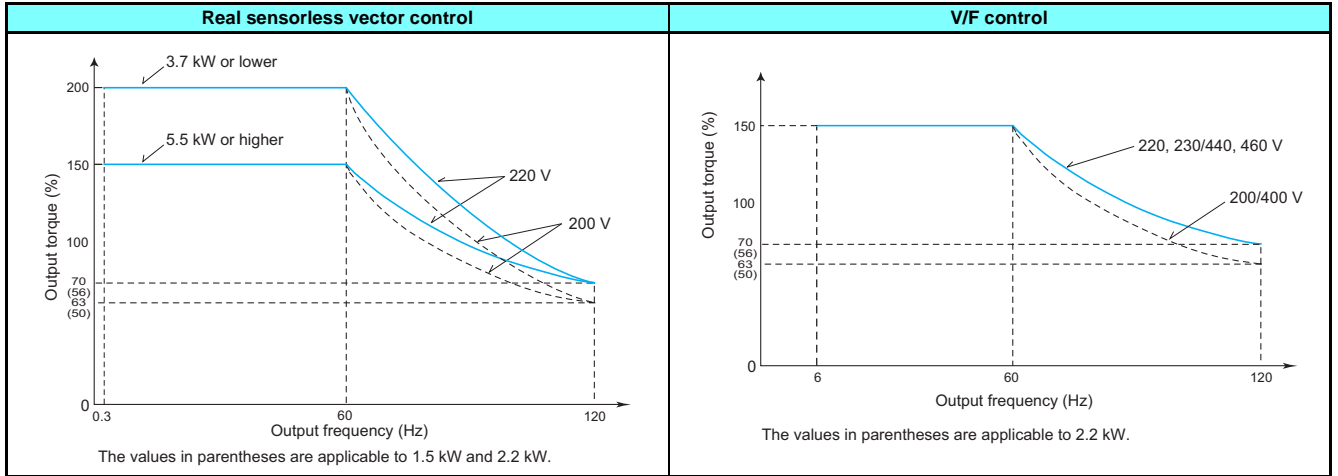 Real sensorless vector control
V/F control
3.7 kW or lower
200
5.5 kW or higher
150
220 V
200 V
100
70
(56)
63
(50)
0
0.3
60
120
Output torque (%)
Output frequency (Hz)
The values in parentheses are applicable to 1.5 kW and 2.2 kW.
150
220, 230/440, 460 V
200/400 V
100
70
(56)
63
(50)
0
6
60
120
Output torque (%)
Output frequency (Hz)
The values in parentheses are applicable to 2.2 kW.